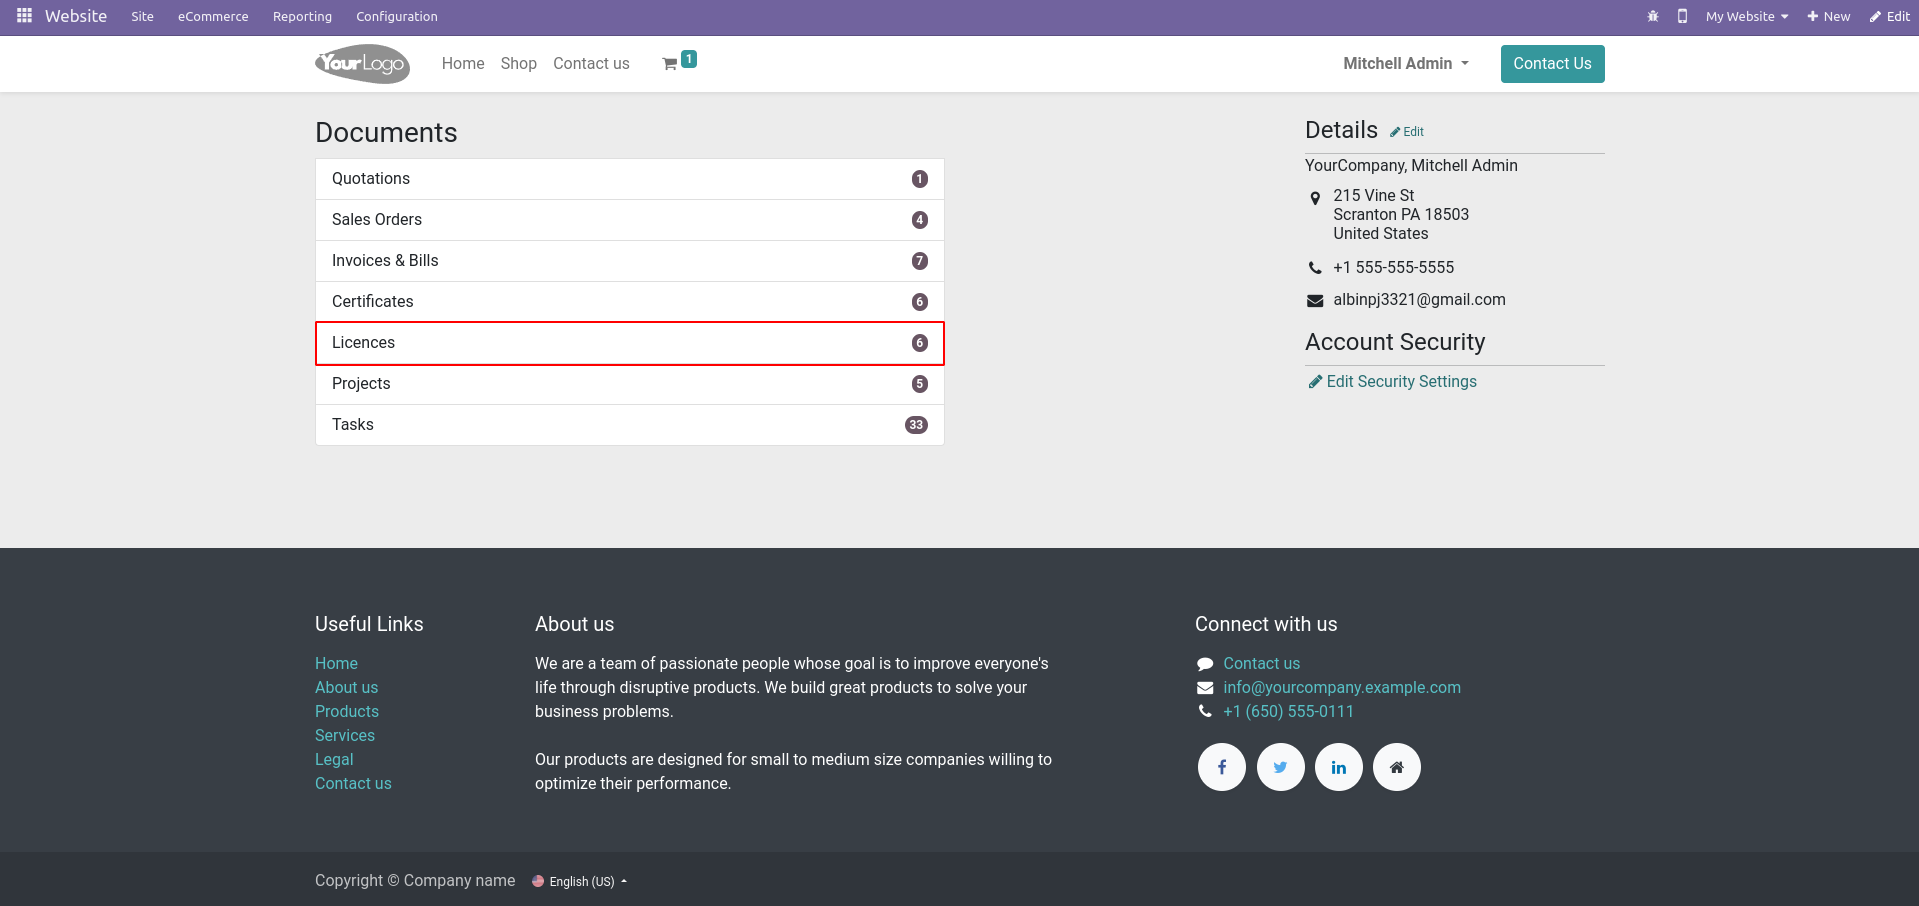 Website Site eCommerce Reporting Configuration My Website New Edit
YourLogo Home Shop Contact us 1 Mitchell Admin Contact Us
Documents
Quotations 1
Sales Orders 4
Invoices & Bills 7
Certificates 6
Licences 6
Projects 5
Tasks 33
Details Edit
YourCompany, Mitchell Admin
215 Vine St
Scranton PA 18503
United States
+1 555-555-5555
albinpj3321@gmail.com
Account Security
Edit Security Settings
Useful Links
Home
About us
Products
Services
Legal
Contact us
About us
We are a team of passionate people whose goal is to improve everyone's
life through disruptive products. We build great products to solve your
business problems.
Our products are designed for small to medium size companies willing to
optimize their performance.
Connect with us
Contact us
info@yourcompany.example.com
+1 (650) 555-0111
Copyright © Company name English (US)